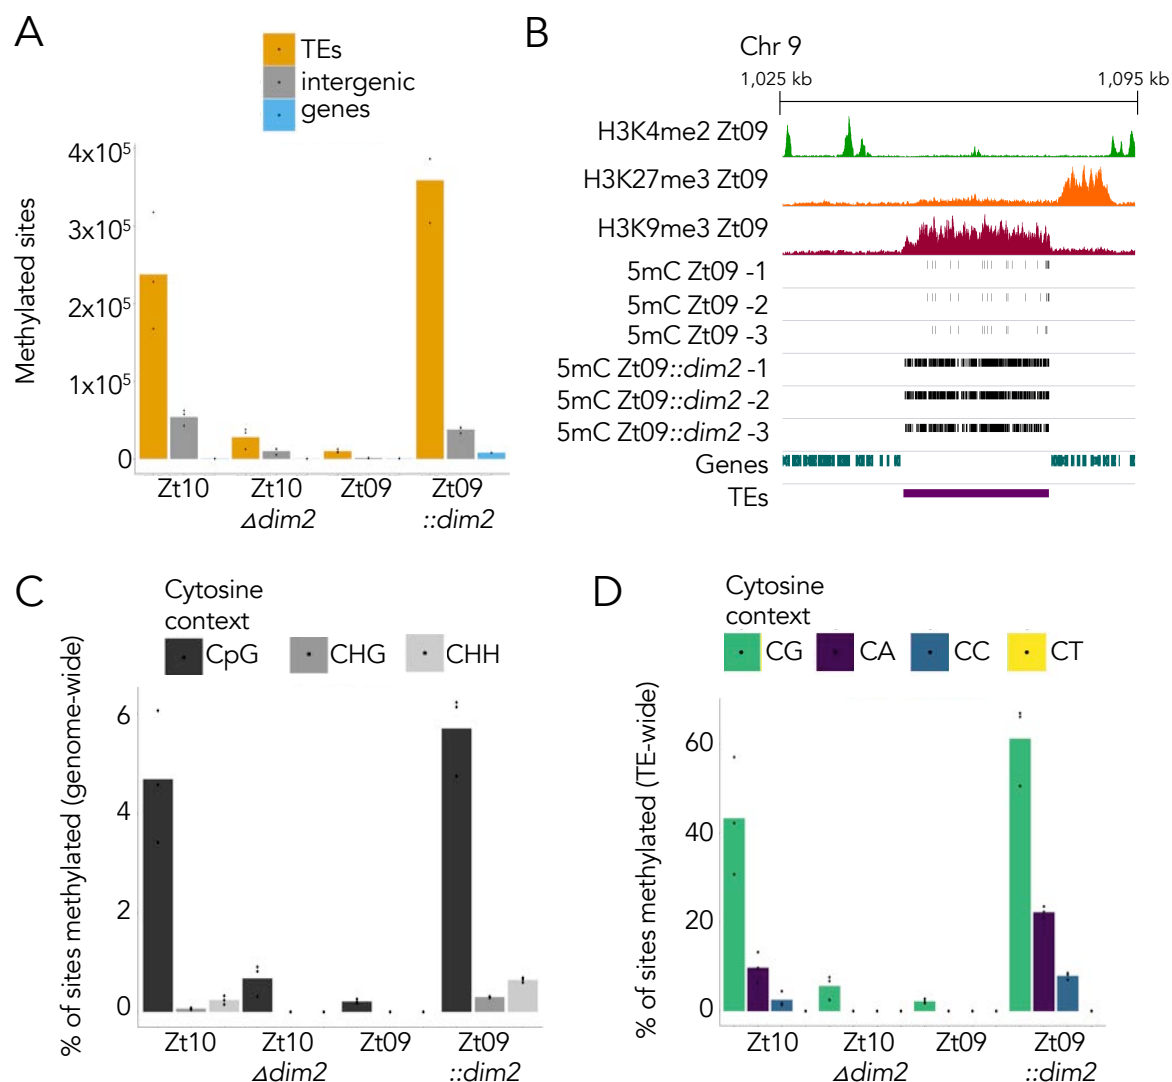 A
TEs
intergenic
genes
Methylated sites
4x10⁵
3x10⁵
2x10⁵
1x10⁵
0
Zt10
Zt10
Δdim2
Zt09
Zt09
::dim2
B
Chr 9
1,025 kb
1,095 kb
H3K4me2 Zt09
H3K27me3 Zt09
H3K9me3 Zt09
5mC Zt09 -1
5mC Zt09 -2
5mC Zt09 -3
5mC Zt09::dim2 -1
5mC Zt09::dim2 -2
5mC Zt09::dim2 -3
Genes
TEs
C
Cytosine
context
CpG
CHG
CHH
% of sites methylated (genome-wide)
6
4
2
0
Zt10
Zt10
Δdim2
Zt09
Zt09
::dim2
D
Cytosine
context
CG
CA
CC
CT
% of sites methylated (TE-wide)
60
40
20
0
Zt10
Zt10
Δdim2
Zt09
Zt09
::dim2